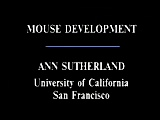 MOUSE DEVELOPMENT
ANN SUTHERLAND
University of California
San Francisco